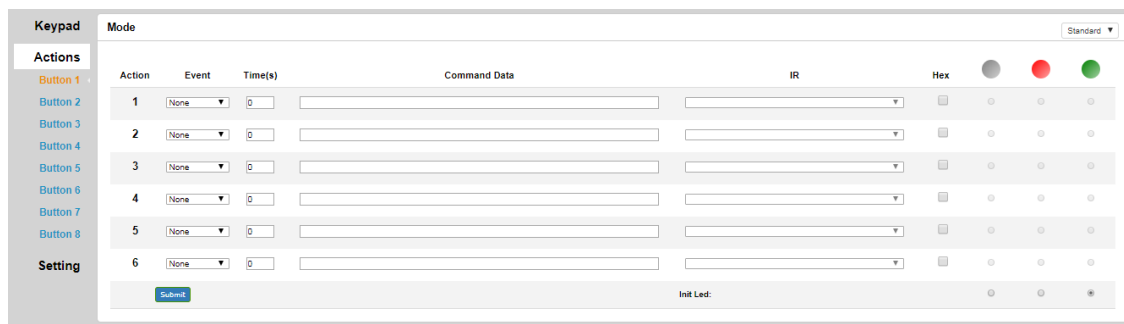 Keypad
Mode
Standard
Actions
Button 1
Action Event Time(s) Command Data IR Hex
Button 2
1 None 0
Button 3
2 None 0
Button 4
Button 5
3 None 0
Button 6
4 None 0
Button 7
Button 8
5 None 0
Setting
6 None 0
Submit Init Led: